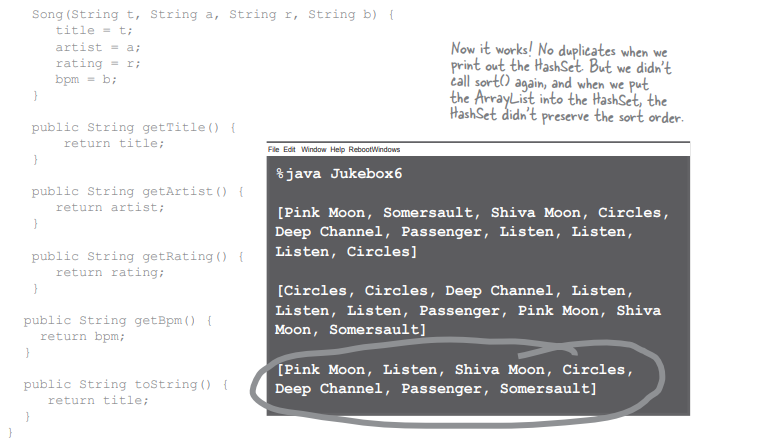 Song(String t, String a, String r, String b) {
title = t;
artist = a;
rating = r;
bpm = b;
}
public String getTitle() {
return title;
}
public String getArtist() {
return artist;
}
public String getRating() {
return rating;
}
public String getBpm() {
return bpm;
}
public String toString() {
return title;
}
}
Now it works! No duplicates when we
print out the HashSet. But we didn't
call sort() again, and when we put
the ArrayList into the HashSet, the
HashSet didn't preserve the sort order.
File Edit Window Help RebootWindows
%java Jukebox6
[Pink Moon, Somersault, Shiva Moon, Circles,
Deep Channel, Passenger, Listen, Listen,
Listen, Circles]
[Circles, Circles, Deep Channel, Listen,
Listen, Listen, Passenger, Pink Moon, Shiva
Moon, Somersault]
[Pink Moon, Listen, Shiva Moon, Circles,
Deep Channel, Passenger, Somersault]